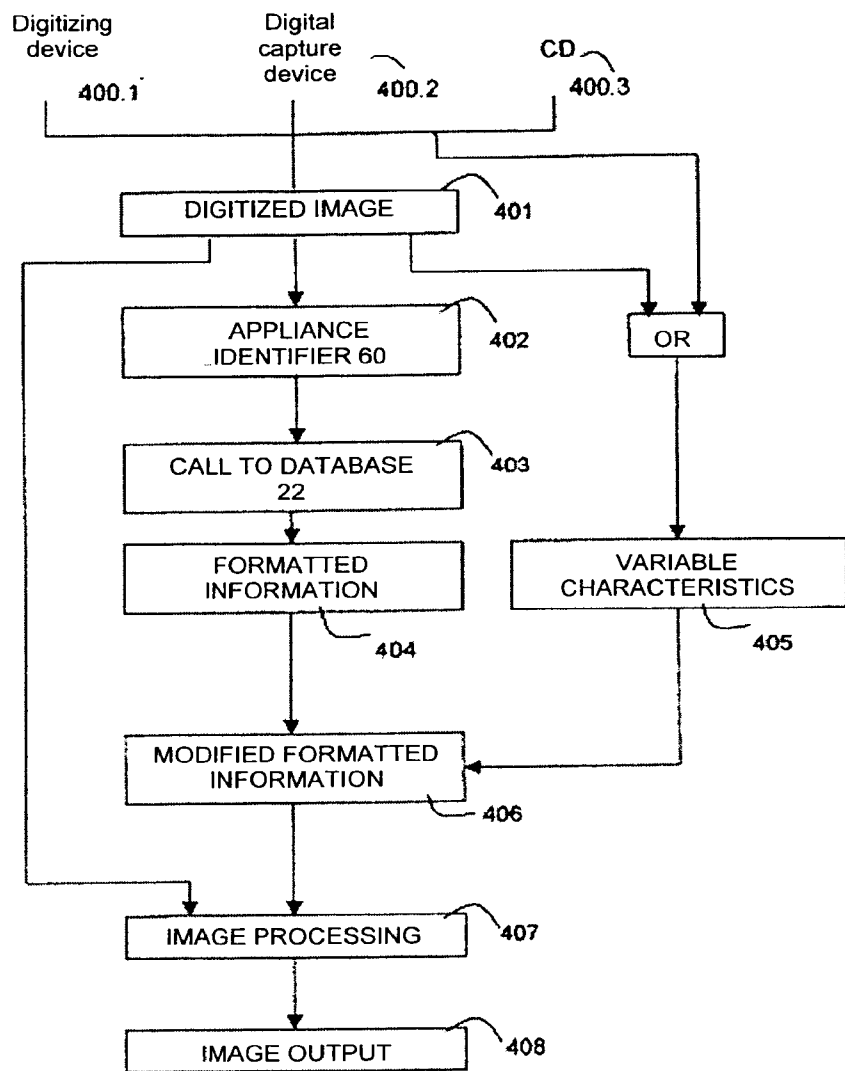 Digitizing
device
400.1
Digital
capture
device
400.2
CD
400.3
DIGITIZED IMAGE
401
APPLIANCE
IDENTIFIER 60
402
OR
CALL TO DATABASE
22
403
FORMATTED
INFORMATION
404
VARIABLE
CHARACTERISTICS
405
MODIFIED FORMATTED
INFORMATION
406
IMAGE PROCESSING
407
IMAGE OUTPUT
408